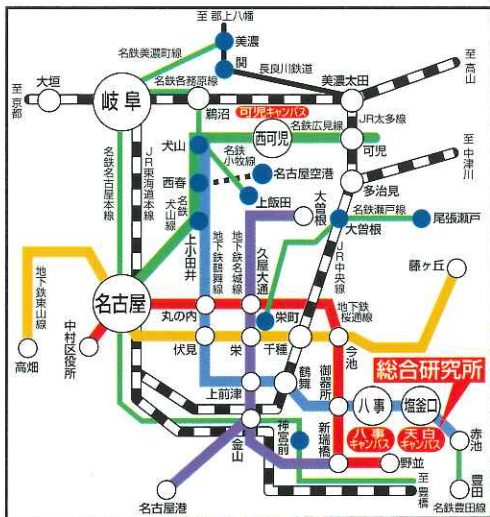 至郡上八幡
美濃
名鉄美濃町線
関
長良川鉄道
至高山
至京都
大垣
岐阜
名鉄各務原線
鵜沼
可児キャンパス
美濃太田
名鉄広見線
JR太多線
犬山
西可児
可児
至中津川
名鉄小牧線
名古屋空港
西春
多治見
上飯田
大曽根
名鉄瀬戸線
尾張瀬戸
大曽根
名鉄名古屋本線
JR東海道本線
名鉄犬山線
上小田井
地下鉄鶴舞線
地下鉄名城線
久屋大通
JR中央線
藤ヶ丘
地下鉄東山線
名古屋
丸の内
栄町
地下鉄桜通線
高畑
中村区役所
伏見
栄
千種
今池
総合研究所
上前津
鶴舞
御器所
八事
塩釜口
八事キャンパス
天白キャンパス
赤池
金山
神宮前
新瑞橋
野並
豊田
名古屋港
至豊橋
名鉄豊田線